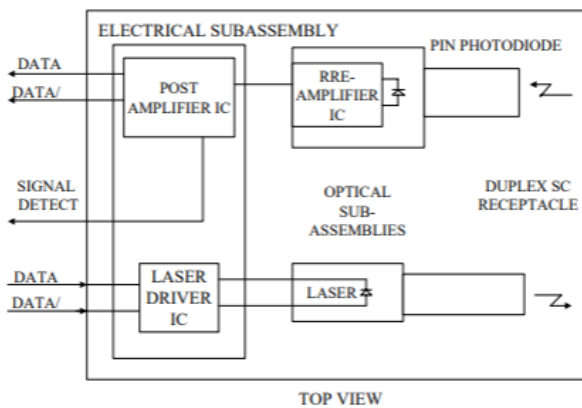 ELECTRICAL SUBASSEMBLY
PIN PHOTODIODE
DATA
DATA/
POST
AMPLIFIER IC
RRE-
AMPLIFIER
IC
SIGNAL
DETECT
OPTICAL
SUB-
ASSEMBLIES
DUPLEX SC
RECEPTACLE
DATA
DATA/
LASER
DRIVER
IC
LASER
TOP VIEW